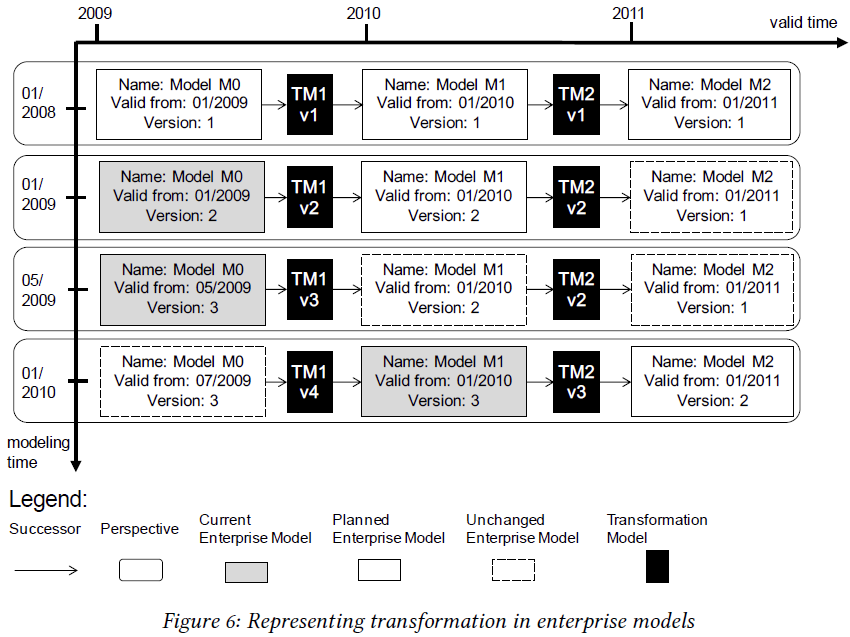 2009 2010 2011
valid time
01/
2008
Name: Model M0
Valid from: 01/2009
Version: 1
TM1
v1
Name: Model M1
Valid from: 01/2010
Version: 1
TM2
v1
Name: Model M2
Valid from: 01/2011
Version: 1
01/
2009
Name: Model M0
Valid from: 01/2009
Version: 2
TM1
v2
Name: Model M1
Valid from: 01/2010
Version: 2
TM2
v2
Name: Model M2
Valid from: 01/2011
Version: 1
05/
2009
Name: Model M0
Valid from: 05/2009
Version: 3
TM1
v3
Name: Model M1
Valid from: 01/2010
Version: 2
TM2
v2
Name: Model M2
Valid from: 01/2011
Version: 1
01/
2010
Name: Model M0
Valid from: 07/2009
Version: 3
TM1
v4
Name: Model M1
Valid from: 01/2010
Version: 3
TM2
v3
Name: Model M2
Valid from: 01/2011
Version: 2
modeling
time
Legend:
Successor
Perspective
Current
Enterprise Model
Planned
Enterprise Model
Unchanged
Enterprise Model
Transformation
Model
Figure 6: Representing transformation in enterprise models